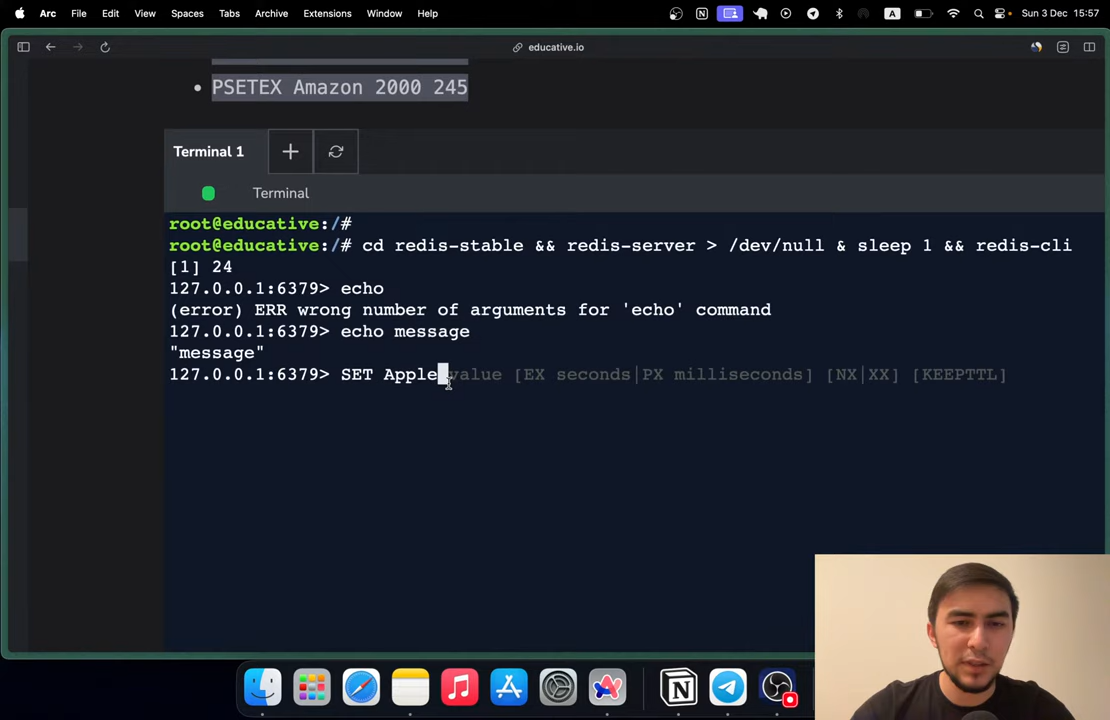 Arc File Edit View Spaces Tabs Archive Extensions Window Help A Sun 3 Dec 15:57
educative.io
PSETEX Amazon 2000 245
Terminal 1
Terminal
root@educative:/#
root@educative:/# cd redis-stable && redis-server > /dev/null & sleep 1 && redis-cli
[1] 24
127.0.0.1:6379> echo
(error) ERR wrong number of arguments for 'echo' command
127.0.0.1:6379> echo message
"message"
127.0.0.1:6379> SET Apple value [EX seconds|PX milliseconds] [NX|XX] [KEEPTTL]